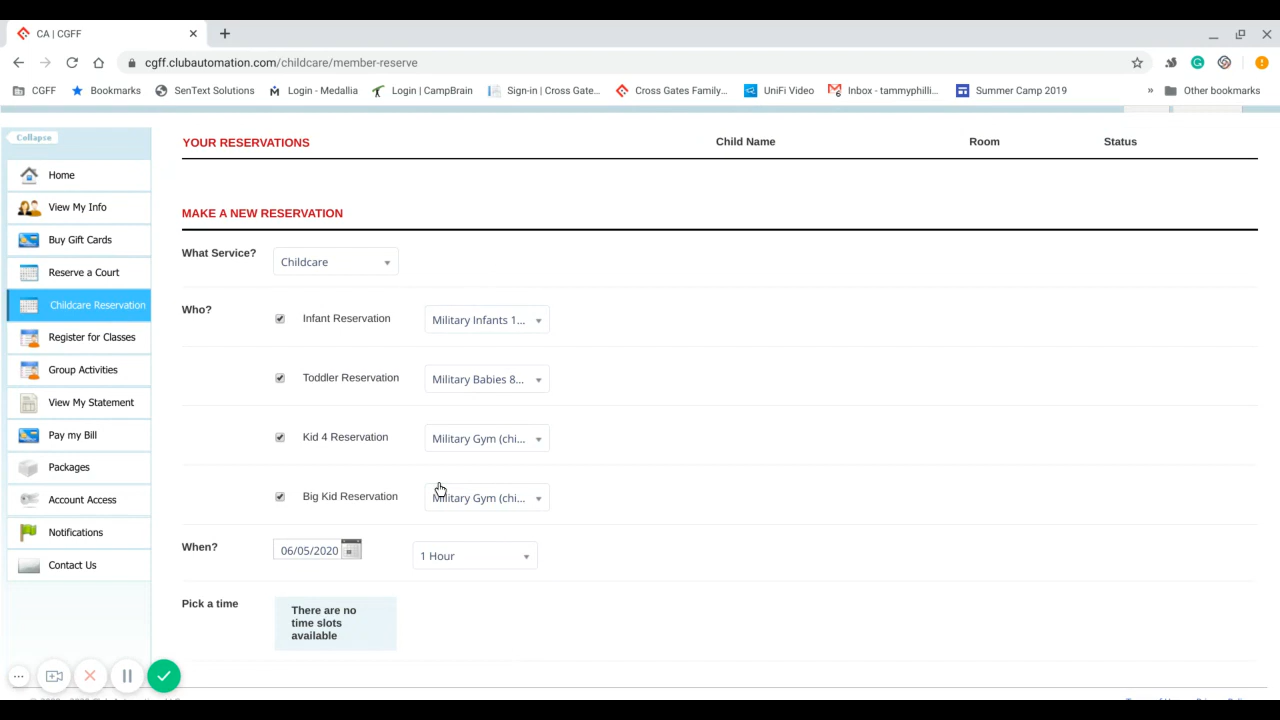 CA | CGFF
cgff.clubautomation.com/childcare/member-reserve
CGFF Bookmarks SenText Solutions Login - Medallia Login | CampBrain Sign-in | Cross Gate... Cross Gates Family... UniFi Video Inbox - tammyphilli... Summer Camp 2019 » Other bookmarks
Collapse
Home
View My Info
Buy Gift Cards
Reserve a Court
Childcare Reservation
Register for Classes
Group Activities
View My Statement
Pay my Bill
Packages
Account Access
Notifications
Contact Us
YOUR RESERVATIONS Child Name Room Status
MAKE A NEW RESERVATION
What Service? Childcare
Who? Infant Reservation Military Infants 1...
Toddler Reservation Military Babies 8...
Kid 4 Reservation Military Gym (chi...
Big Kid Reservation Military Gym (chi...
When? 06/05/2020 1 Hour
Pick a time There are no
time slots
available